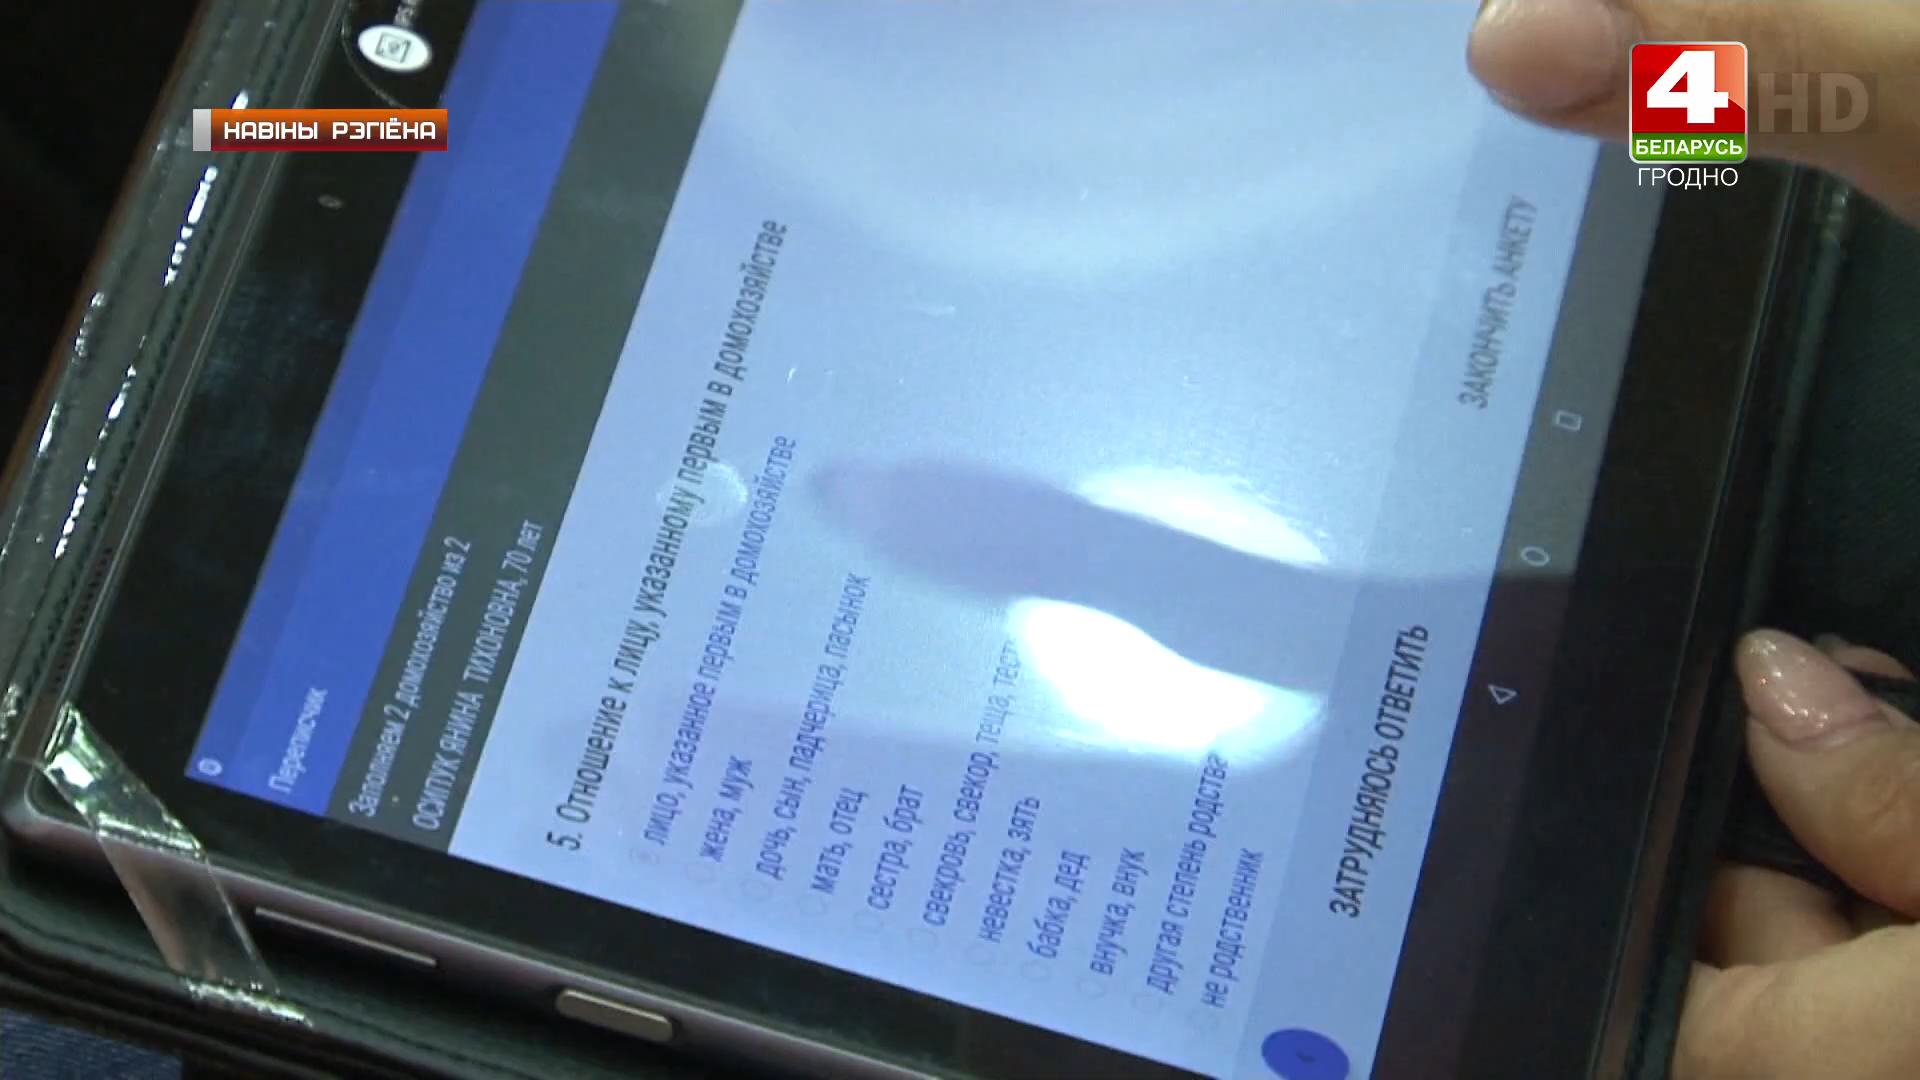 НАВІНЫ РЭГІЁНА
4
HD
БЕЛАРУСЬ
ГРОДНО
Переписчик
Заполняем 2 домохозяйство из 2
ОСИПУК ЯНИНА ТИХОНОВНА, 70 лет
5. Отношение к лицу, указанному первым в домохозяйстве
лицо, указанное первым в домохозяйстве
жена, муж
дочь, сын, падчерица, пасынок
мать, отец
сестра, брат
свекровь, свекор, теща, тесть
невестка, зять
бабка, дед
внучка, внук
другая степень родства
не родственник
ЗАТРУДНЯЮСЬ ОТВЕТИТЬ
ЗАКОНЧИТЬ АНКЕТУ